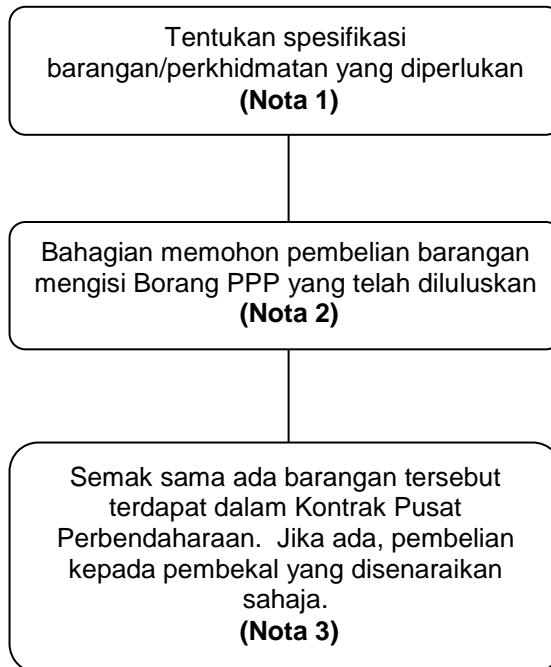 Tentukan spesifikasi
barangan/perkhidmatan yang diperlukan
(Nota 1)
Bahagian memohon pembelian barangan
mengisi Borang PPP yang telah diluluskan
(Nota 2)
Semak sama ada barangan tersebut
terdapat dalam Kontrak Pusat
Perbendaharaan. Jika ada, pembelian
kepada pembekal yang disenaraikan
sahaja.
(Nota 3)